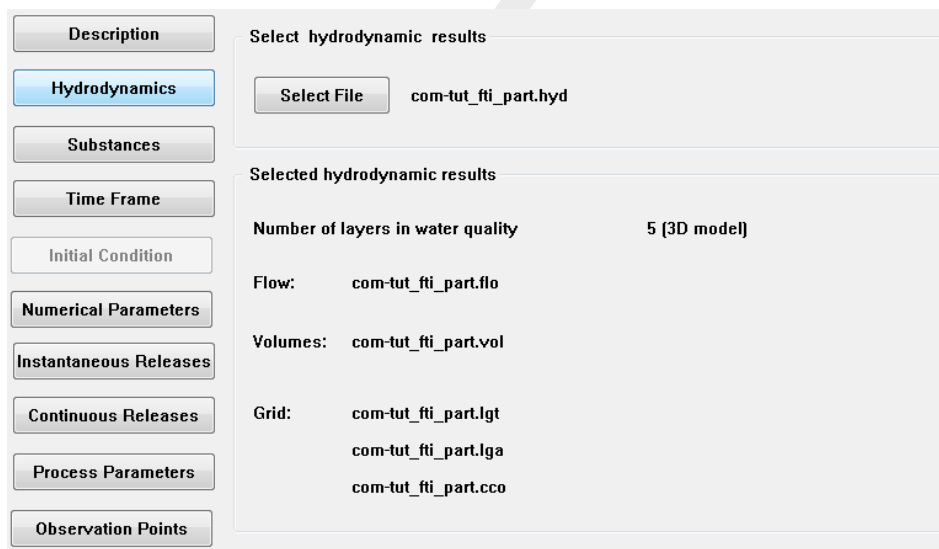 Description
Hydrodynamics
Substances
Time Frame
Initial Condition
Numerical Parameters
Instantaneous Releases
Continuous Releases
Process Parameters
Observation Points
Select hydrodynamic results
Select File com-tut_fti_part.hyd
Selected hydrodynamic results
Number of layers in water quality 5 (3D model)
Flow: com-tut_fti_part.flo
Volumes: com-tut_fti_part.vol
Grid: com-tut_fti_part.lgt
com-tut_fti_part.lga
com-tut_fti_part.cco